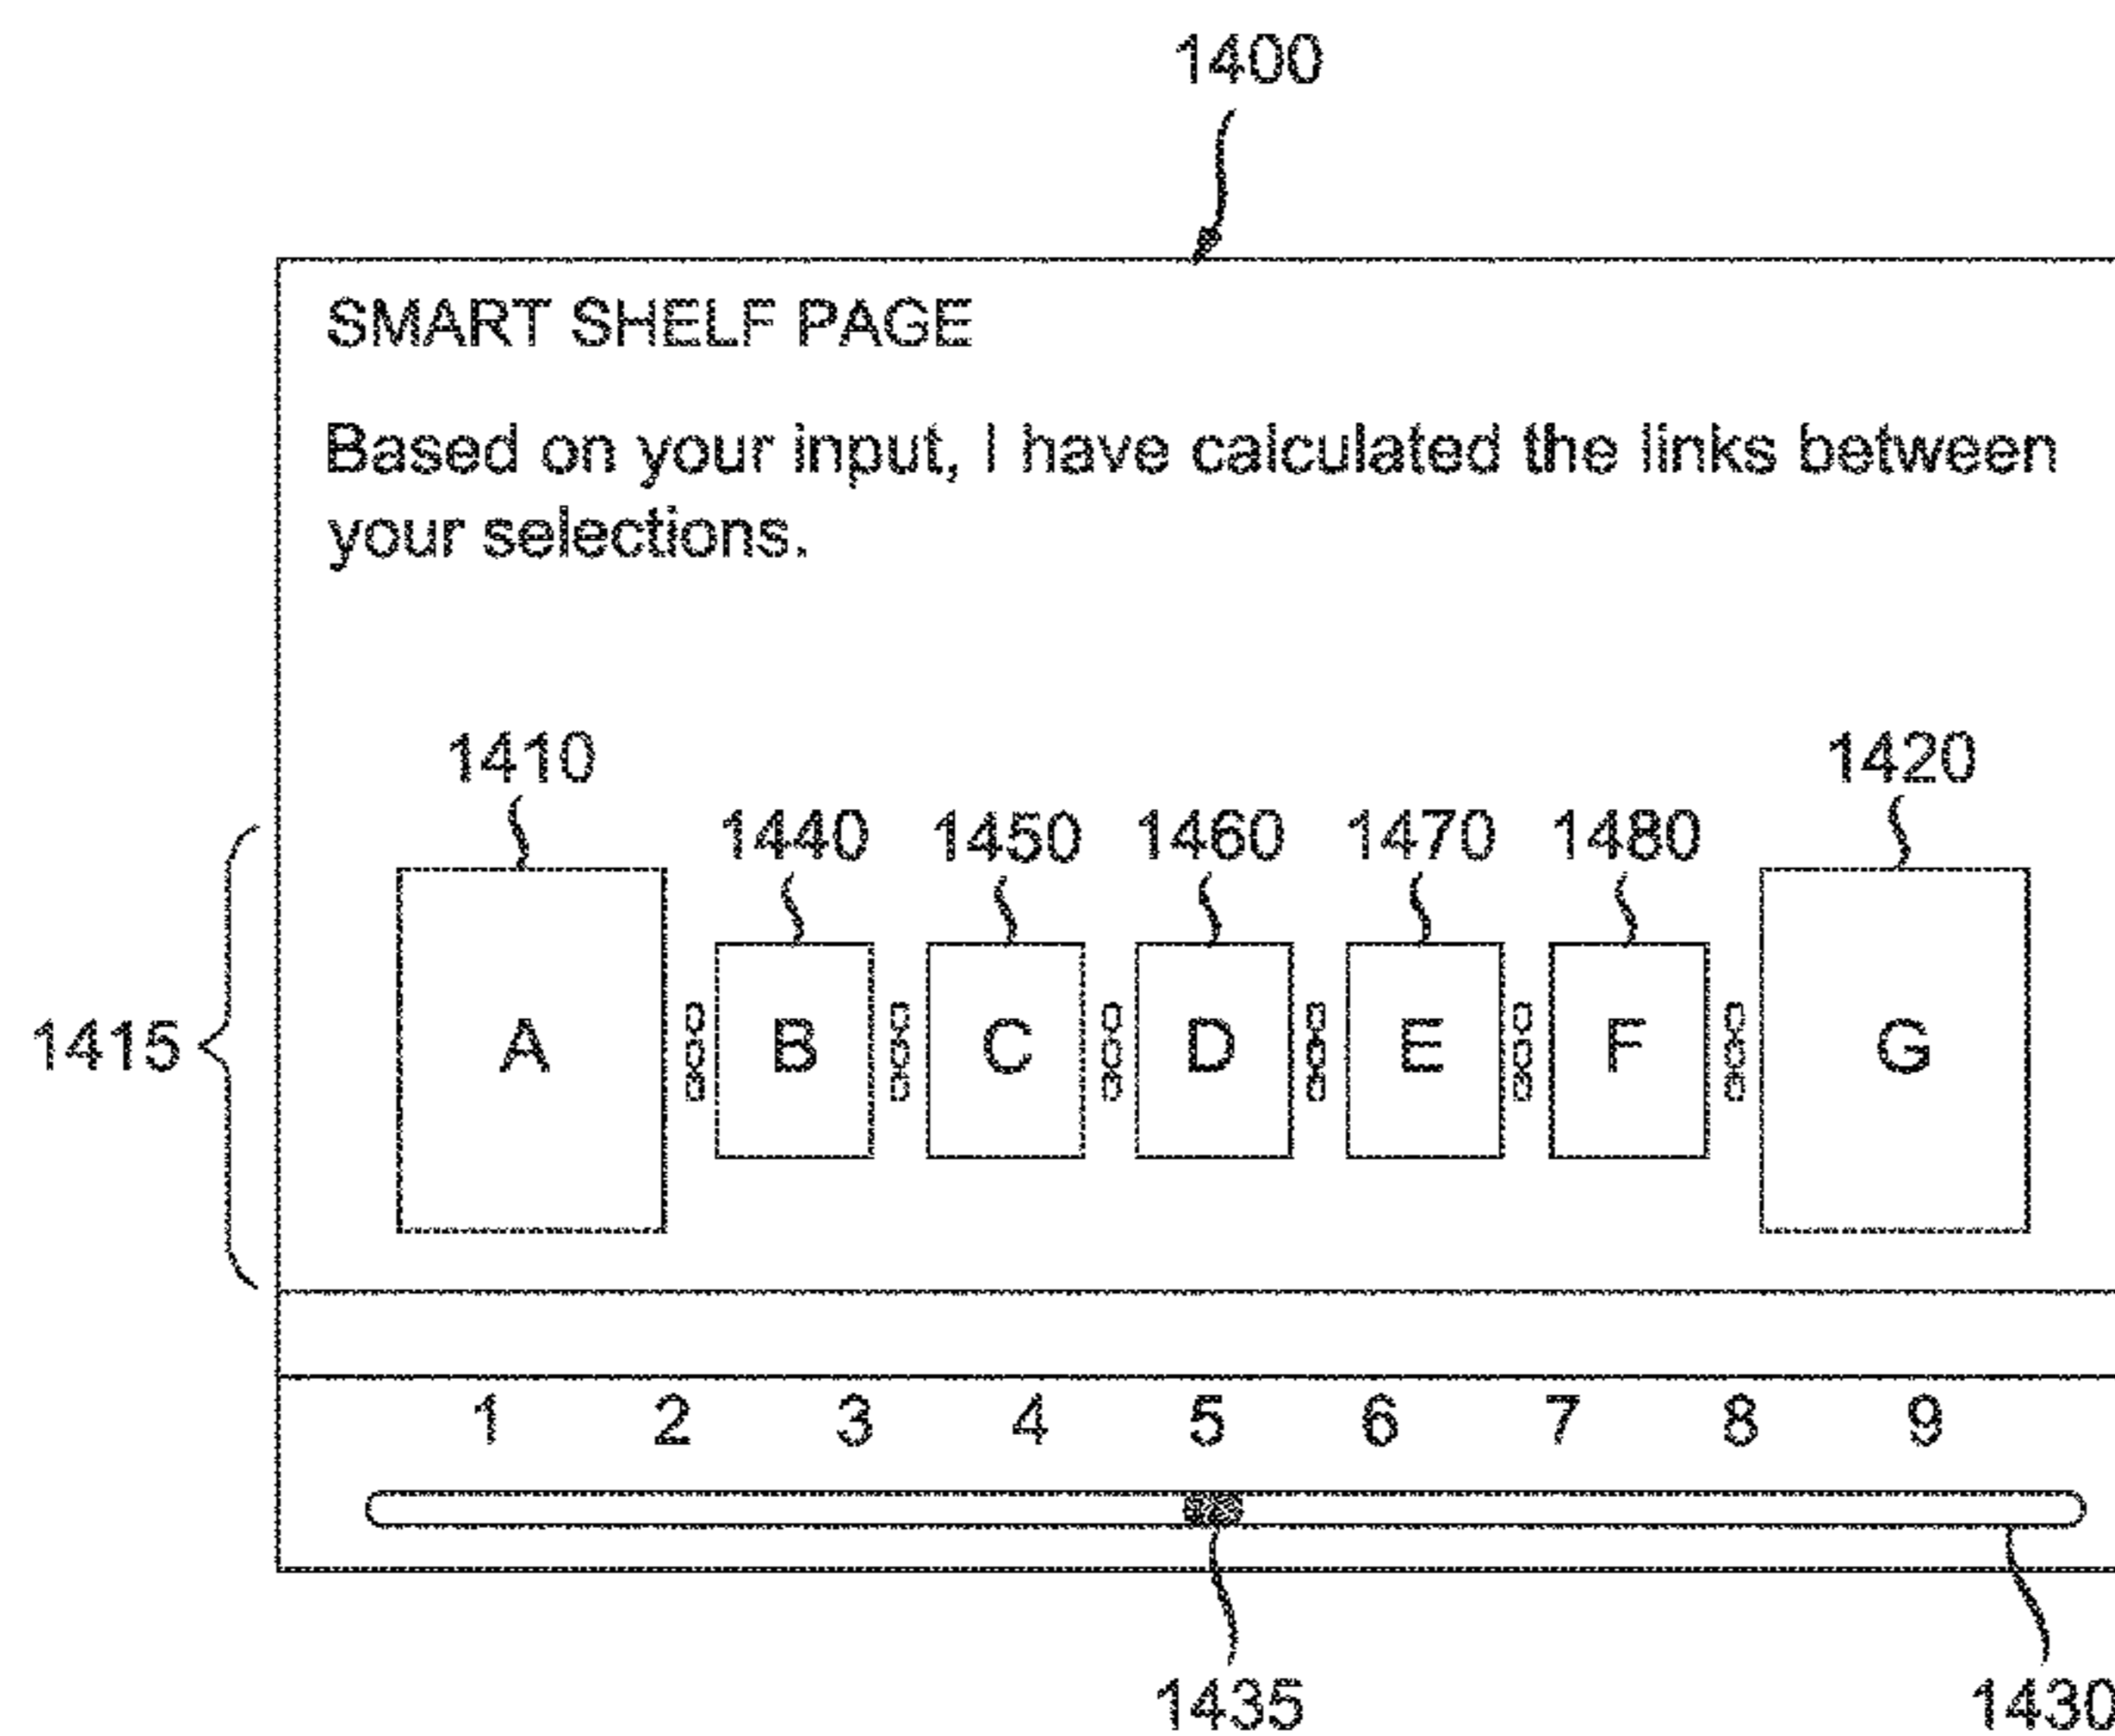 1400
SMART SHELF PAGE
Based on your input, I have calculated the links between
your selections.
1410 1420
1440 1450 1460 1470 1480
1415
A B C D E F G
1 2 3 4 5 6 7 8 9
1435 1430